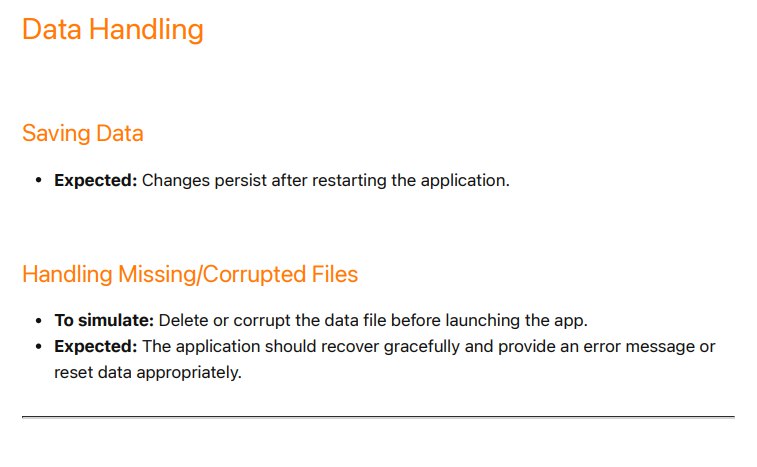 Data Handling
Saving Data
• Expected: Changes persist after restarting the application.
Handling Missing/Corrupted Files
• To simulate: Delete or corrupt the data file before launching the app.
• Expected: The application should recover gracefully and provide an error message or
reset data appropriately.